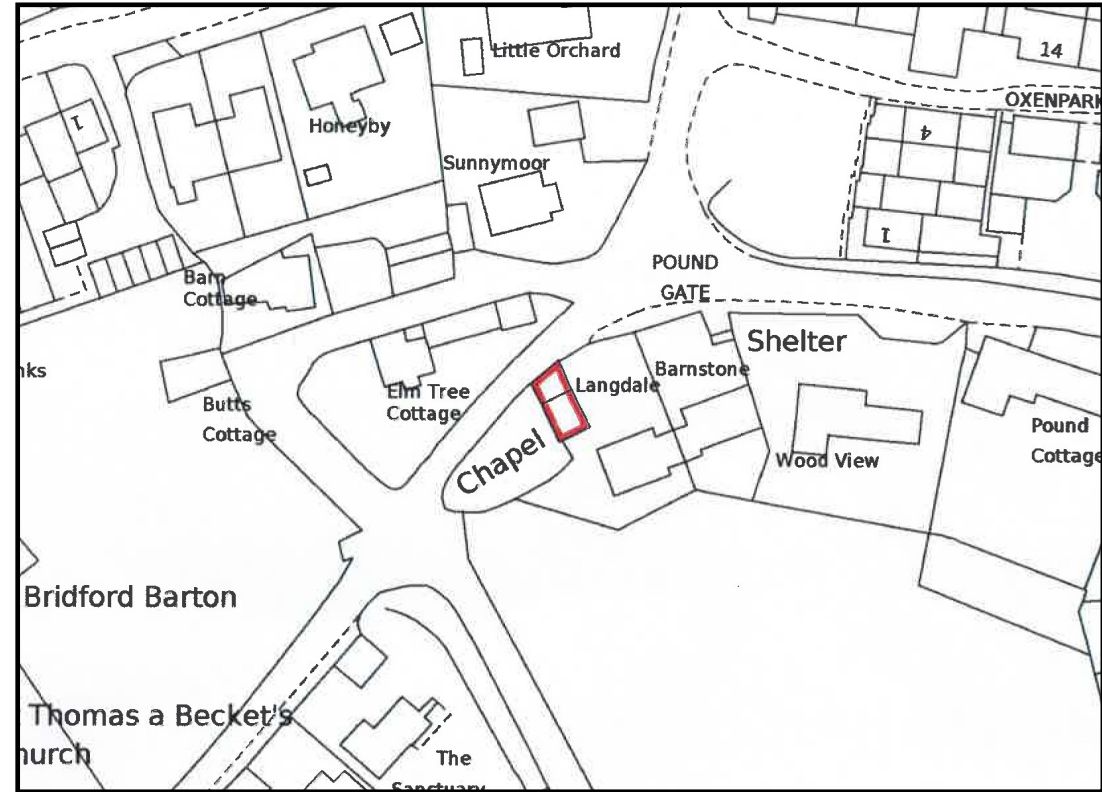 Little Orchard
14
OXENPARK
1
Honeyby
4
Sunnymoor
1
POUND
GATE
Barn
Cottage
Shelter
Barnstone
Langdale
Elm Tree
Cottage
nks
Butts
Cottage
Chapel
Pound
Cottage
Wood View
Bridford Barton
Thomas a Becket's
hurch
The
Sanctuary